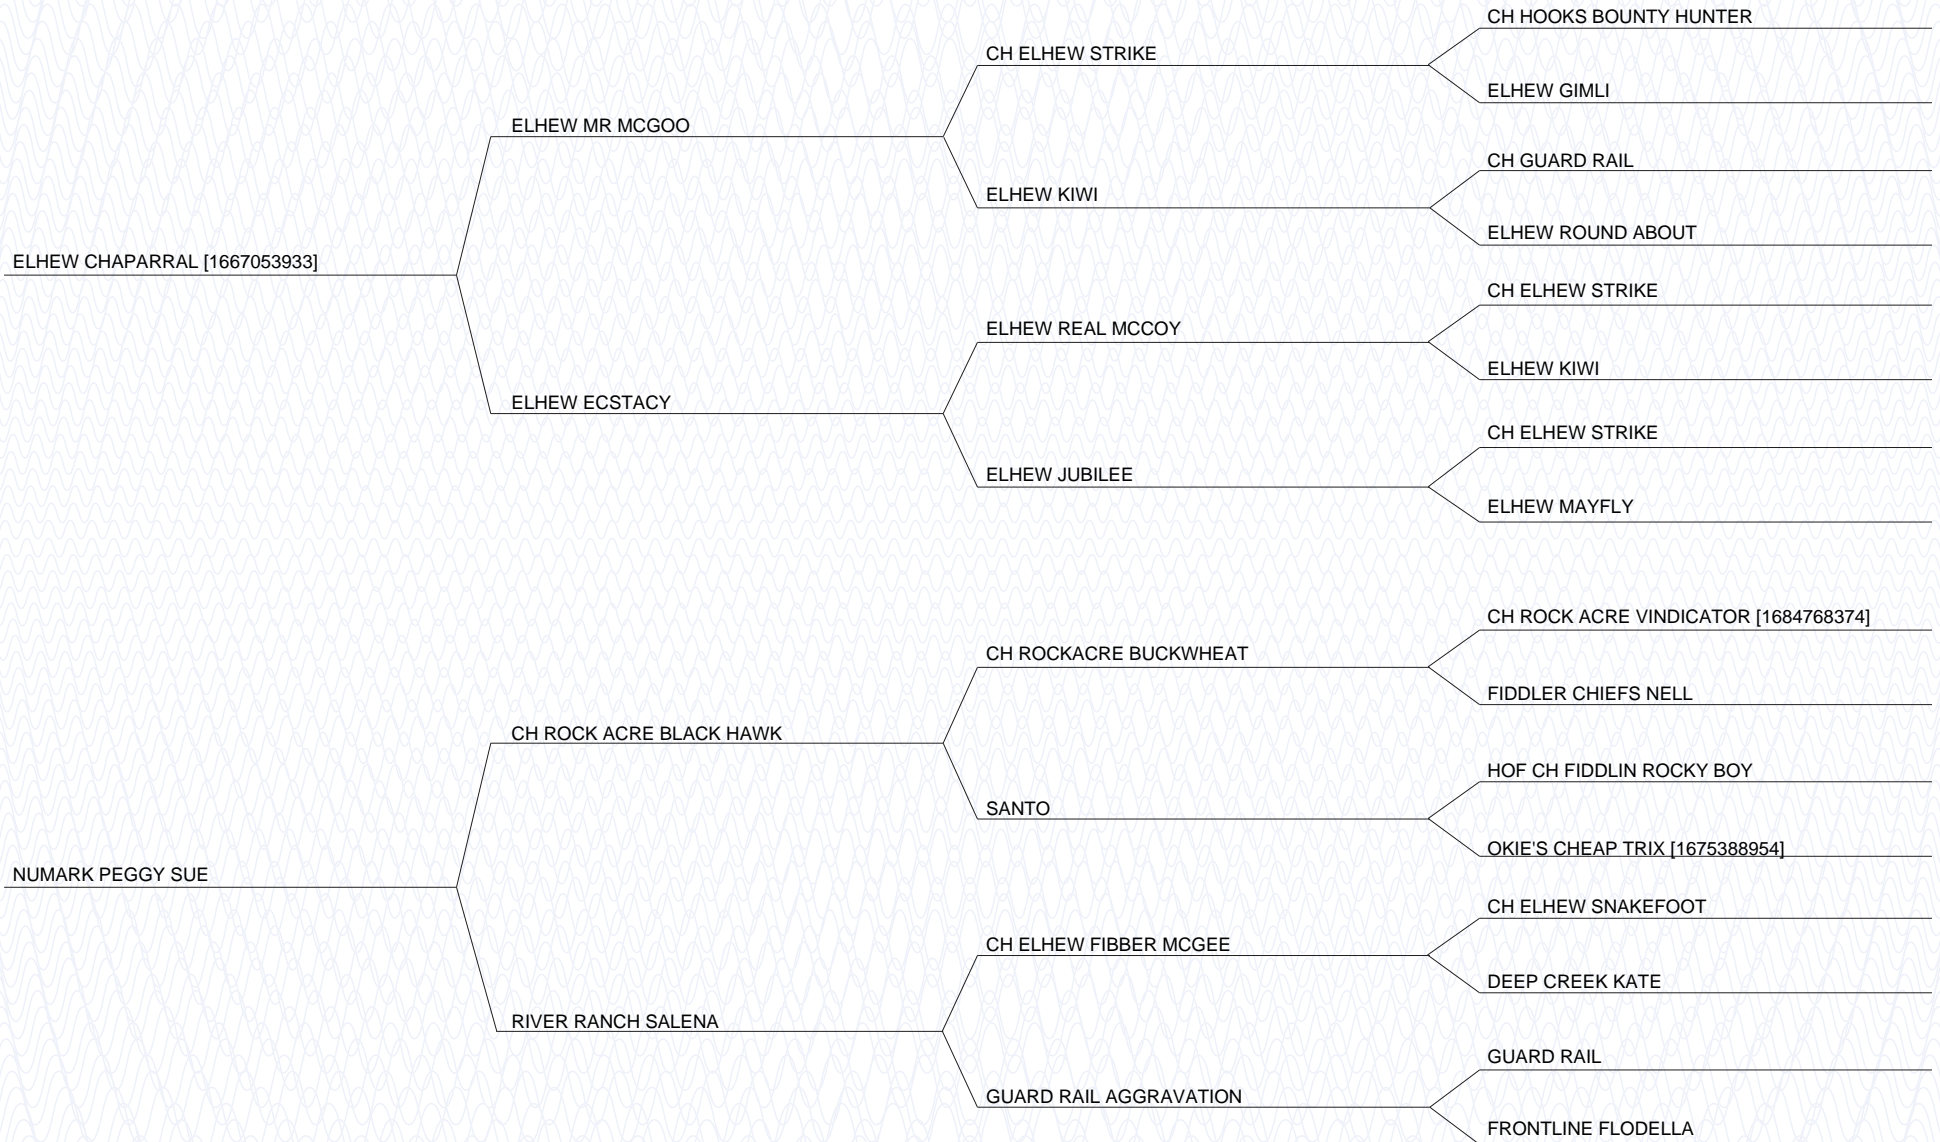 CH HOOKS BOUNTY HUNTER
CH ELHEW STRIKE
ELHEW GIMLI
ELHEW MR MCGOO
CH GUARD RAIL
ELHEW KIWI
ELHEW ROUND ABOUT
ELHEW CHAPARRAL [1667053933]
CH ELHEW STRIKE
ELHEW REAL MCCOY
ELHEW KIWI
ELHEW ECSTACY
CH ELHEW STRIKE
ELHEW JUBILEE
ELHEW MAYFLY
CH ROCK ACRE VINDICATOR [1684768374]
CH ROCKACRE BUCKWHEAT
FIDDLER CHIEFS NELL
CH ROCK ACRE BLACK HAWK
HOF CH FIDDLIN ROCKY BOY
SANTO
OKIE'S CHEAP TRIX [1675388954]
NUMARK PEGGY SUE
CH ELHEW SNAKEFOOT
CH ELHEW FIBBER MCGEE
DEEP CREEK KATE
RIVER RANCH SALENA
GUARD RAIL
GUARD RAIL AGGRAVATION
FRONTLINE FLODELLA